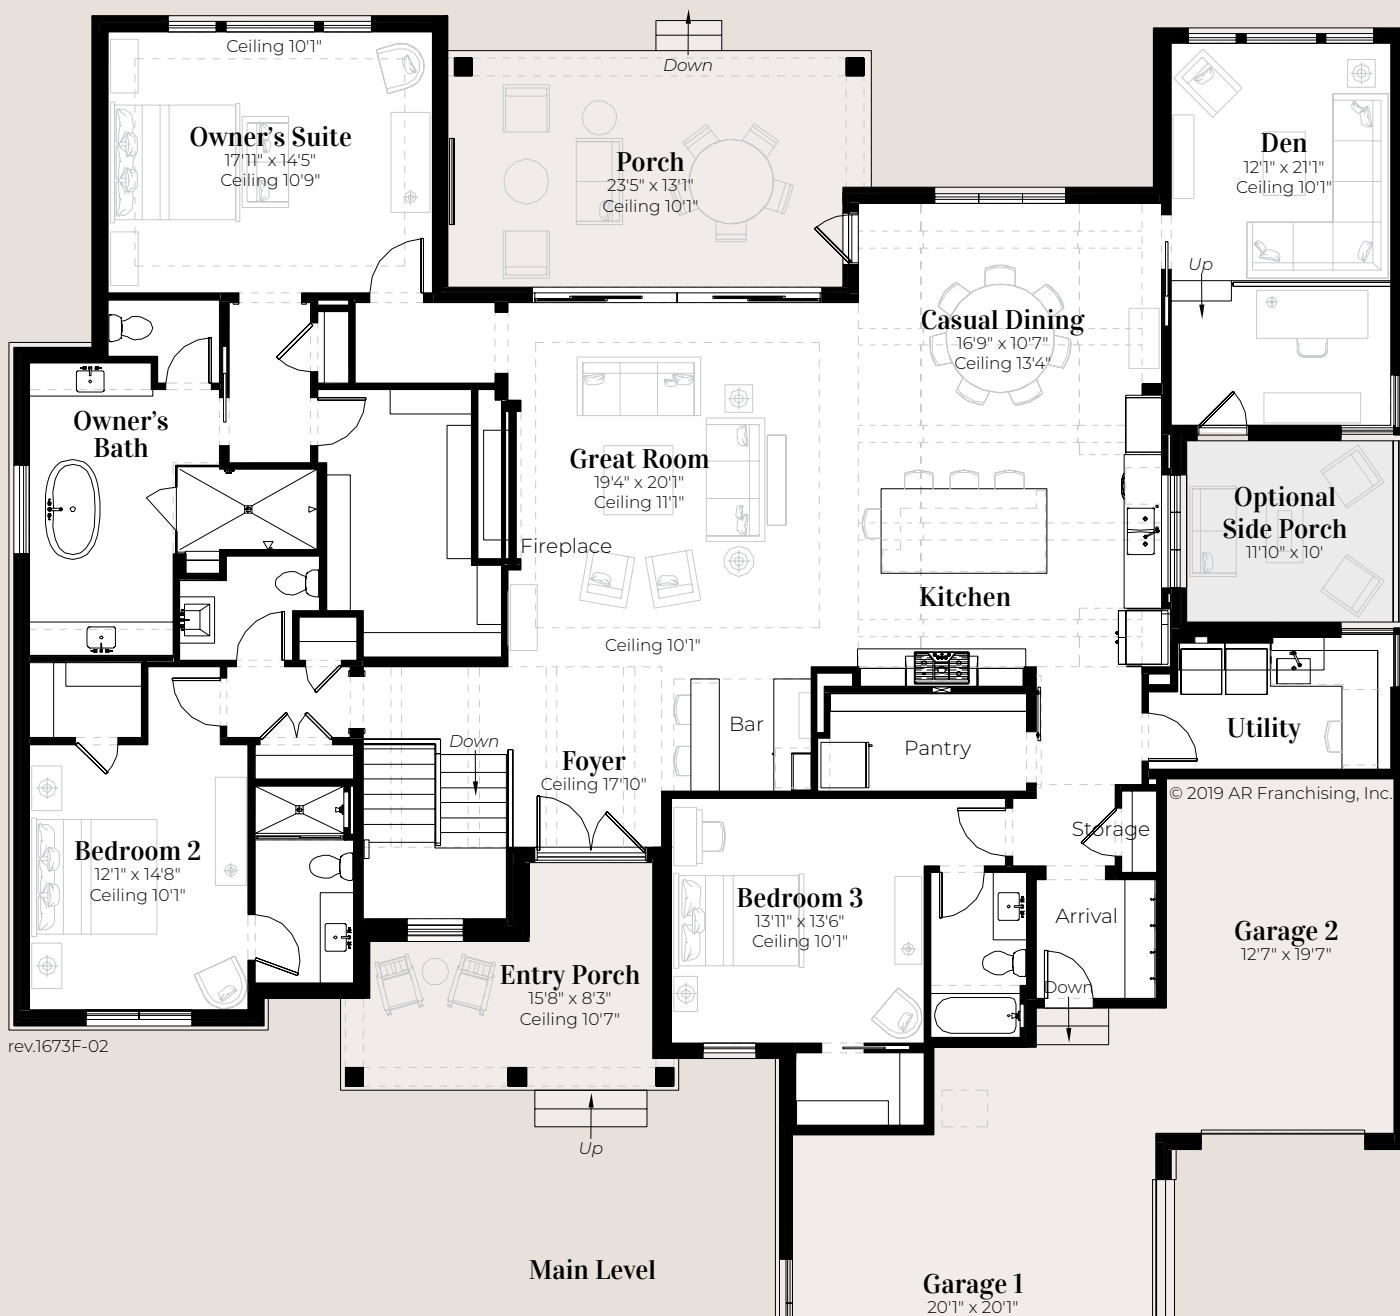 Ceiling 10'1"
Down
Owner's Suite
17'11" x 14'5"
Ceiling 10'9"
Porch
23'5" x 13'1"
Ceiling 10'1"
Den
12'1" x 21'1"
Ceiling 10'1"
Up
Casual Dining
16'9" x 10'7"
Ceiling 13'4"
Owner's
Bath
Great Room
19'4" x 20'1"
Ceiling 11'1"
Fireplace
Optional
Side Porch
11'10" x 10'
Kitchen
Ceiling 10'1"
Bar
Pantry
Utility
Down
Foyer
Ceiling 17'10"
© 2019 AR Franchising, Inc.
Storage
Bedroom 2
12'1" x 14'8"
Ceiling 10'1"
Bedroom 3
13'11" x 13'6"
Ceiling 10'1"
Arrival
Garage 2
12'7" x 19'7"
Entry Porch
15'8" x 8'3"
Ceiling 10'7"
Down
rev.1673F-02
Up
Main Level
Garage 1
20'1" x 20'1"